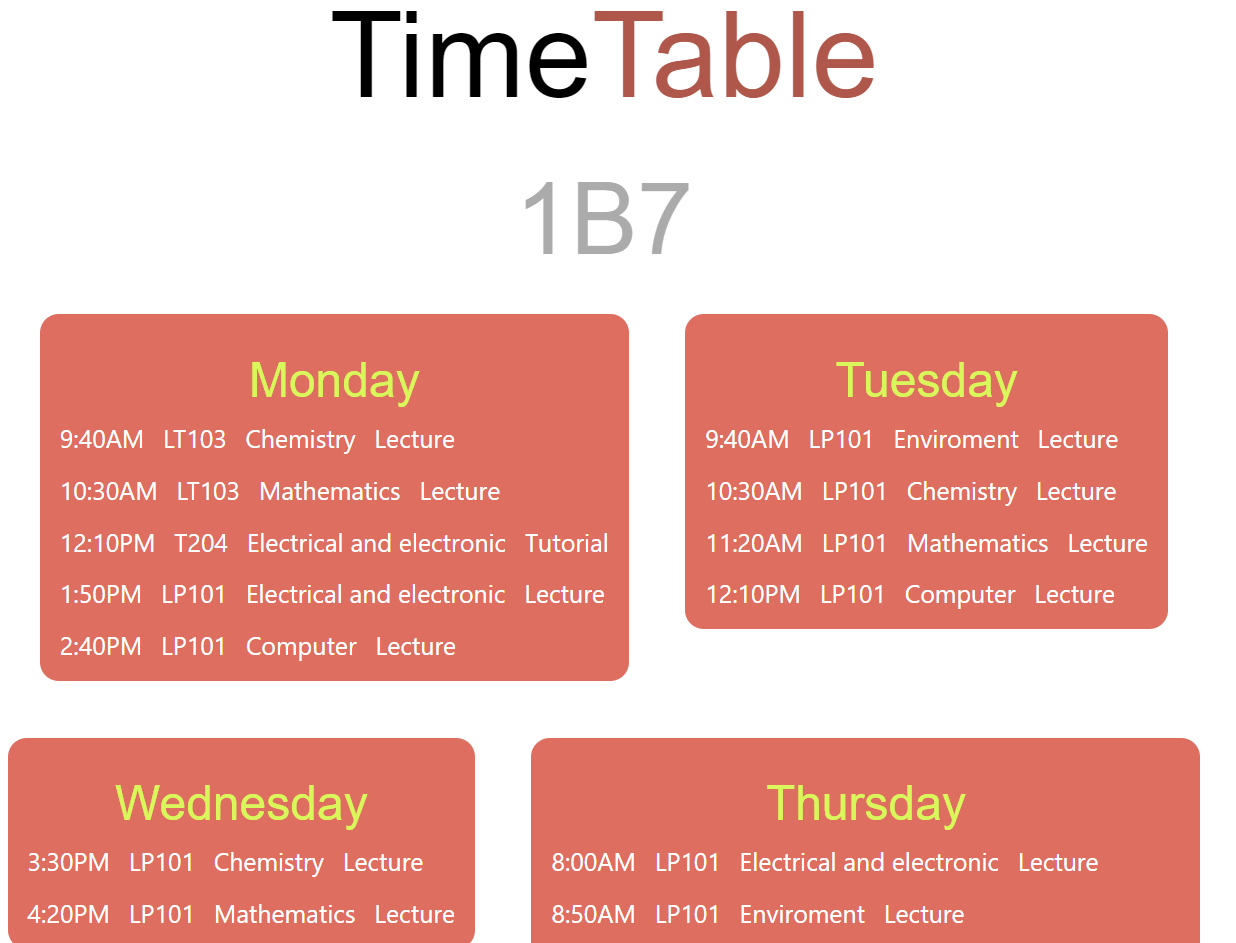 TimeTable
1B7
Monday
9:40AM LT103 Chemistry Lecture
10:30AM LT103 Mathematics Lecture
12:10PM T204 Electrical and electronic Tutorial
1:50PM LP101 Electrical and electronic Lecture
2:40PM LP101 Computer Lecture
Tuesday
9:40AM LP101 Enviroment Lecture
10:30AM LP101 Chemistry Lecture
11:20AM LP101 Mathematics Lecture
12:10PM LP101 Computer Lecture
Wednesday
3:30PM LP101 Chemistry Lecture
4:20PM LP101 Mathematics Lecture
Thursday
8:00AM LP101 Electrical and electronic Lecture
8:50AM LP101 Enviroment Lecture